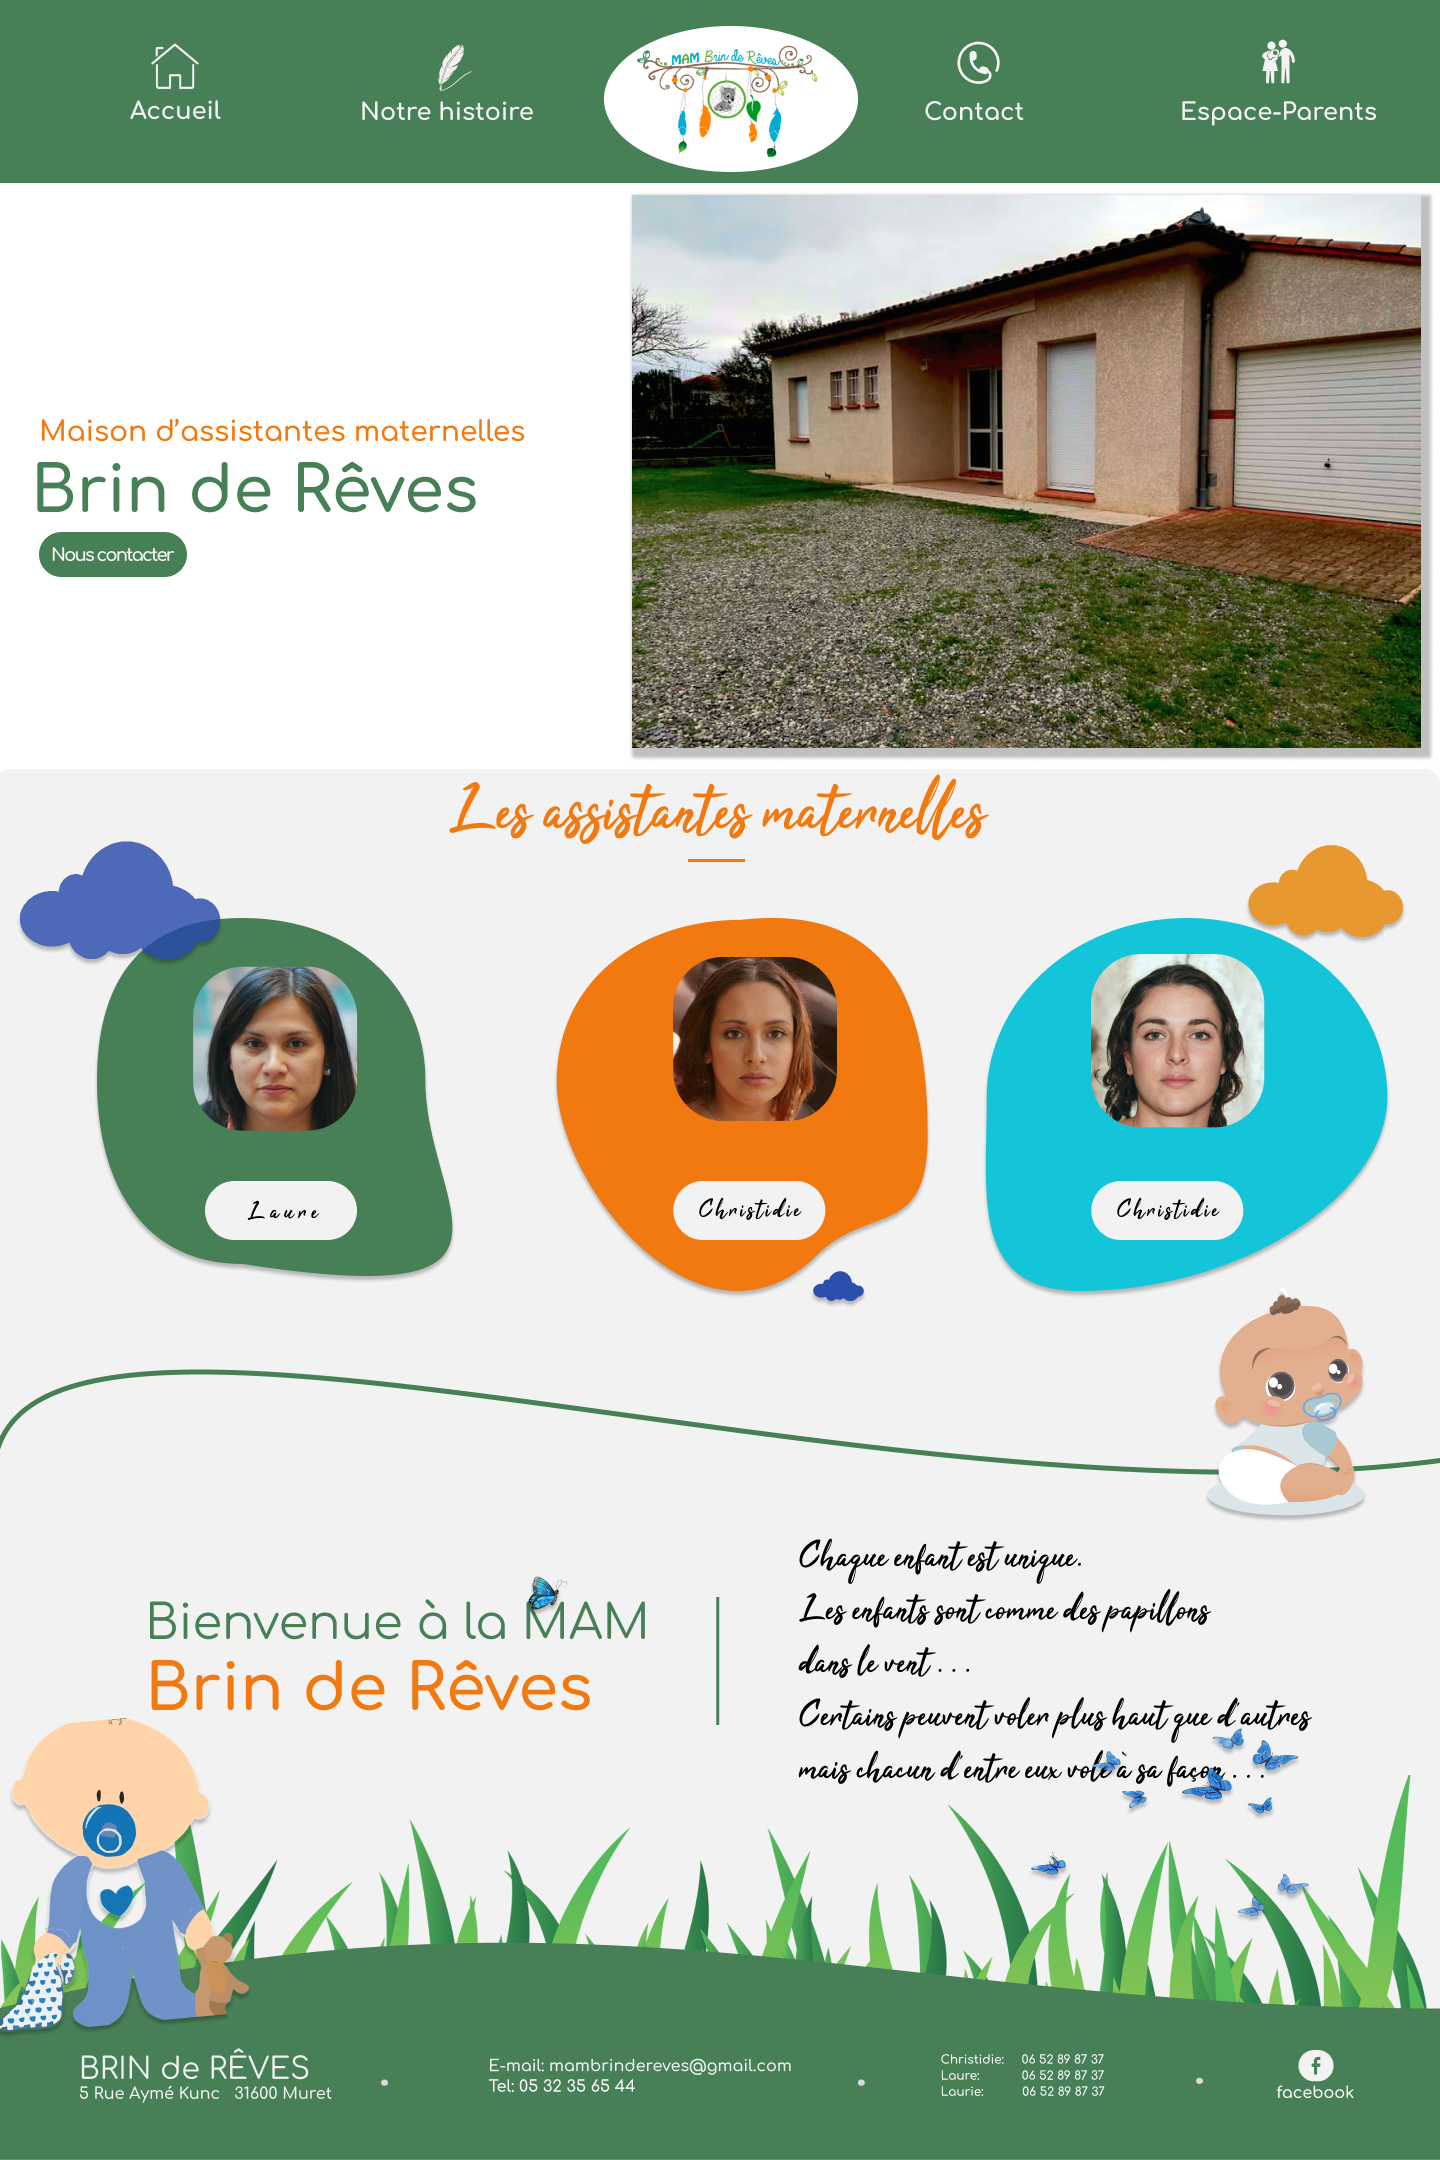 Accueil
Notre histoire
MAM Brin de Rêves
Contact
Espace-Parents
Maison d’assistantes maternelles
Brin de Rêves
Nous contacter
Les assistantes maternelles
Laure
Christidie
Christidie
Chaque enfant est unique.
Les enfants sont comme des papillons
dans le vent . . .
Certains peuvent voler plus haut que d'autres
mais chacun d'entre eux vole à sa façon . . .
Bienvenue à la MAM
Brin de Rêves
BRIN de RÊVES
5 Rue Aymé Kunc 31600 Muret
E-mail: mambrindereves@gmail.com
Tel: 05 32 35 65 44
Christidie: 06 52 89 87 37
Laure: 06 52 89 87 37
Laurie: 06 52 89 87 37
facebook